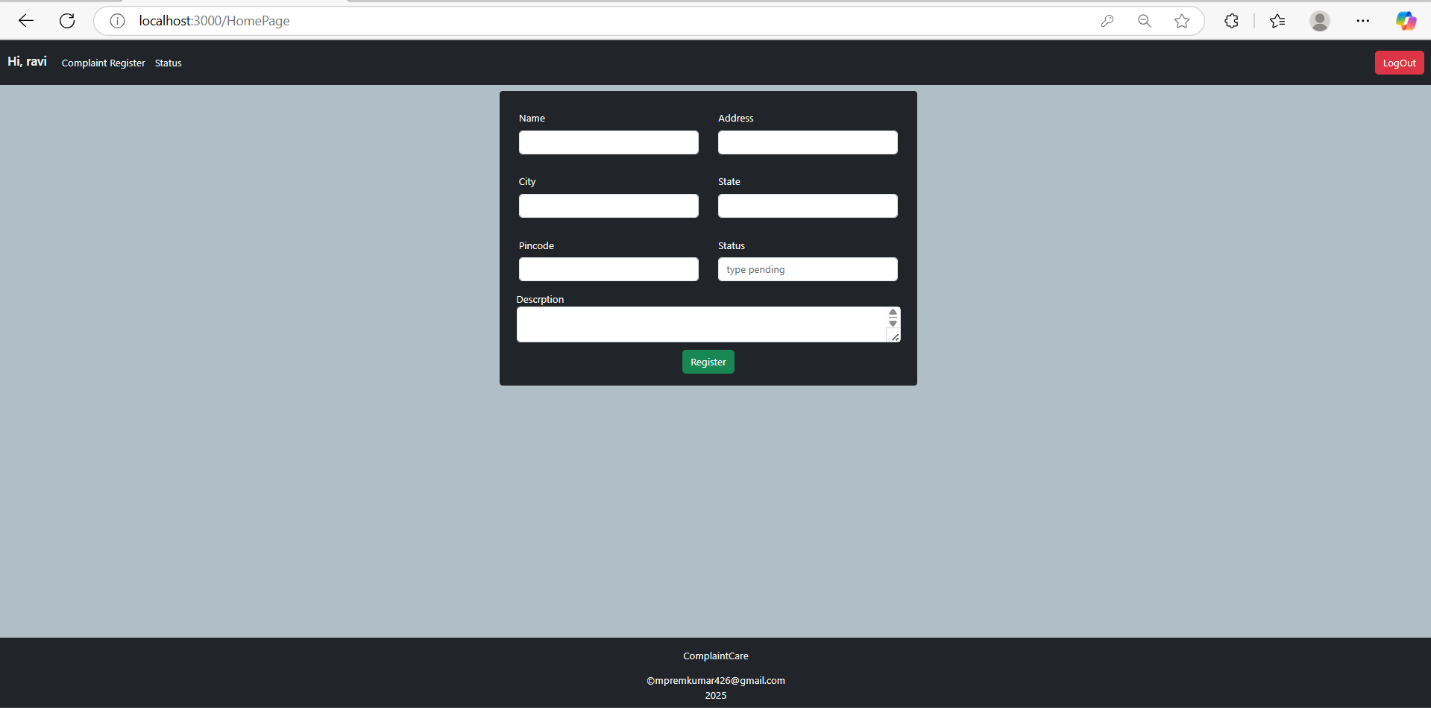 localhost:3000/HomePage
Hi, ravi Complaint Register Status LogOut
Name Address
City State
Pincode Status
type pending
Descrption
Register
ComplaintCare
©mpremkumar426@gmail.com
2025